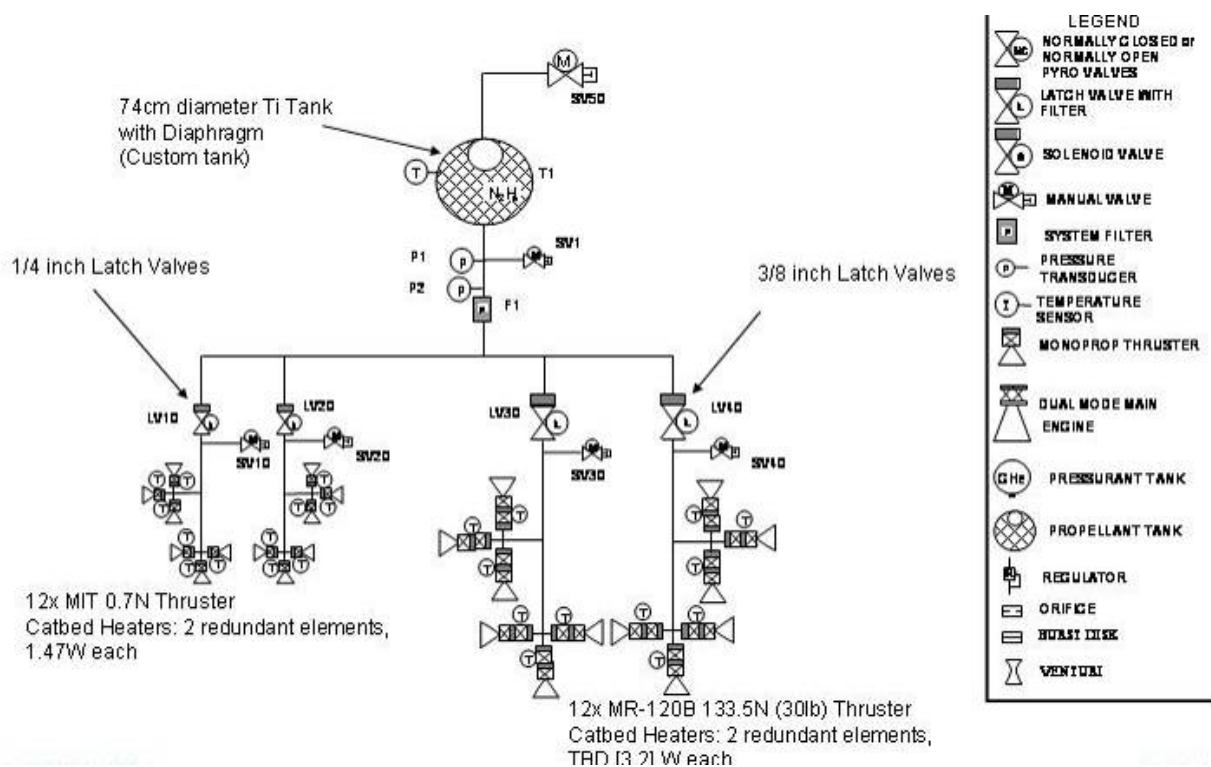 LEGEND
NORMALLY CLOSED or
NORMALLY OPEN
PYRO VALVES
LATCH VALVE WITH
FILTER
SOLENOID VALVE
MANUAL VALVE
SYSTEM FILTER
PRESSURE
TRANSDUCER
TEMPERATURE
SENSOR
MONOPROP THRUSTER
DUAL MODE MAIN
ENGINE
GHe
PRESSURANT TANK
PROPELLANT TANK
REGULATOR
ORIFICE
BURST DISK
VENTURI
M
SV50
74cm diameter Ti Tank
with Diaphragm
(Custom tank)
T
T1
N2H4
P1
P
SV1
P2
P
F1
1/4 inch Latch Valves
3/8 inch Latch Valves
LV10
LV20
LV30
LV40
SV10
SV20
SV30
SV40
12x MIT 0.7N Thruster
Catbed Heaters: 2 redundant elements,
1.47W each
12x MR-120B 133.5N (30lb) Thruster
Catbed Heaters: 2 redundant elements,
TBD [3.2] W each